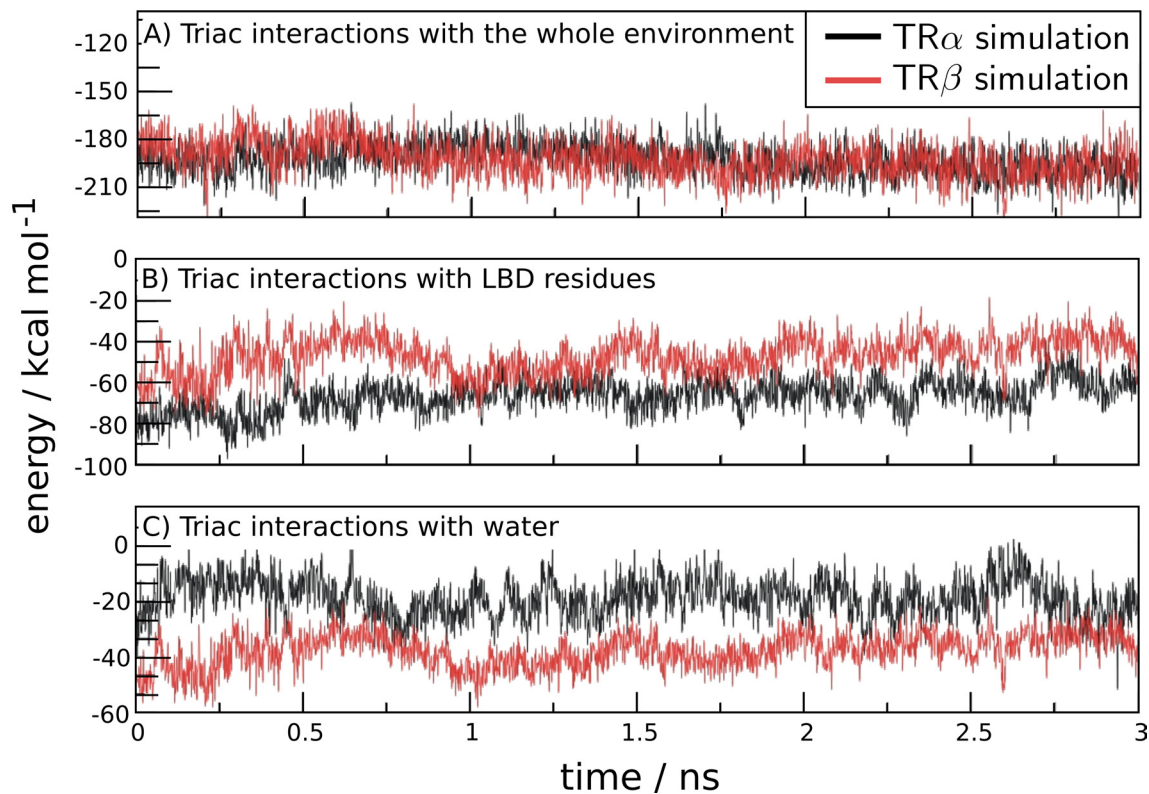 A) Triac interactions with the whole environment
TRα simulation
TRβ simulation
-120
-150
-180
-210
B) Triac interactions with LBD residues
0
-20
-40
-60
-80
-100
C) Triac interactions with water
0
-20
-40
-60
0 0.5 1 1.5 2 2.5 3
time / ns
energy / kcal mol⁻¹